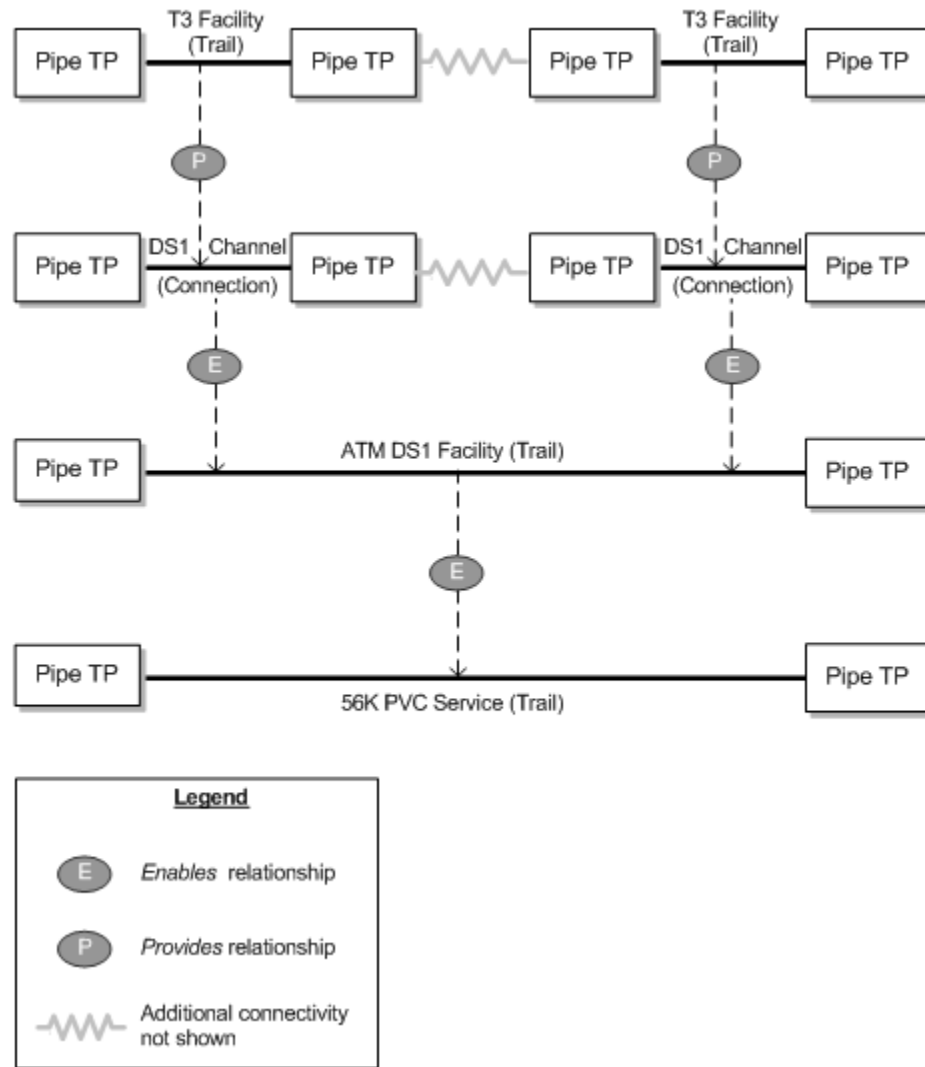 T3 Facility
(Trail)
T3 Facility
(Trail)
Pipe TP
Pipe TP
Pipe TP
Pipe TP
P
P
Pipe TP
DS1 Channel
(Connection)
Pipe TP
Pipe TP
DS1 Channel
(Connection)
Pipe TP
E
E
Pipe TP
ATM DS1 Facility (Trail)
Pipe TP
E
Pipe TP
56K PVC Service (Trail)
Pipe TP
Legend
E Enables relationship
P Provides relationship
Additional connectivity
not shown